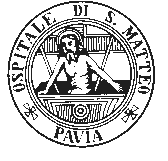 OSPITALE DI S. MATTEO
PAVIA